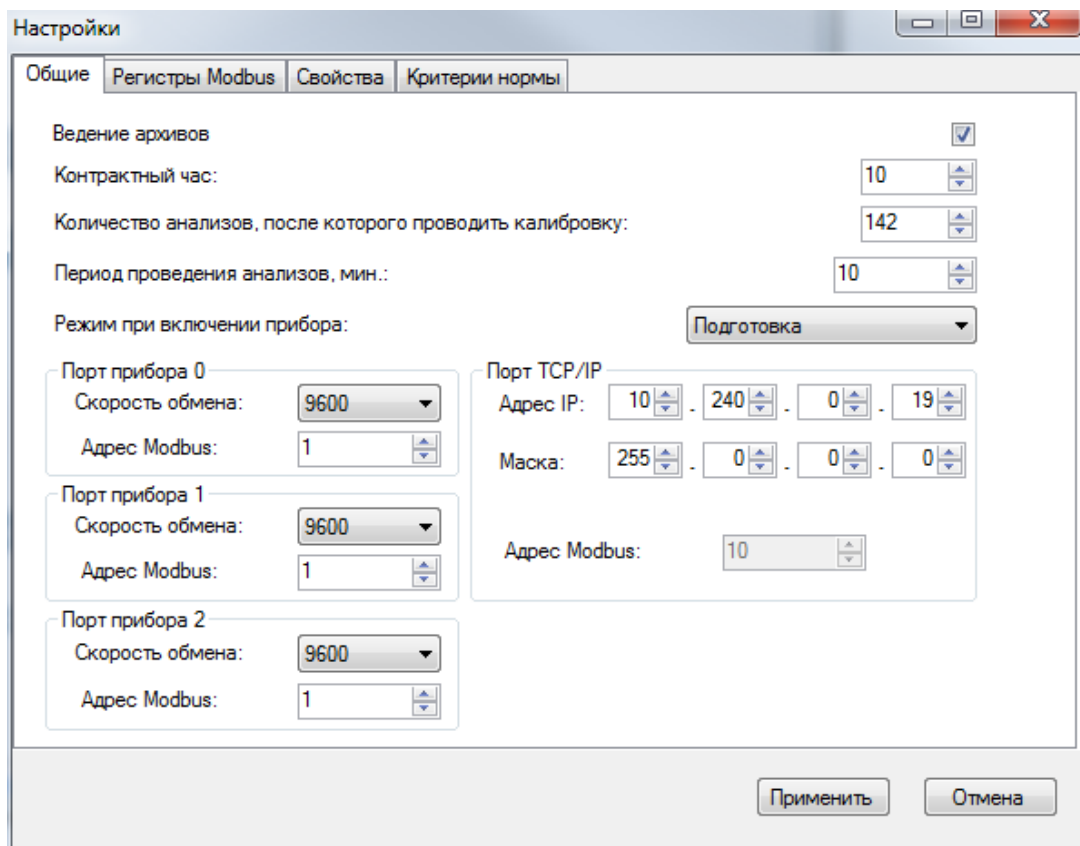 Настройки
Общие Регистры Modbus Свойства Критерии нормы
Ведение архивов
Контрактный час: 10
Количество анализов, после которого проводить калибровку: 142
Период проведения анализов, мин.: 10
Режим при включении прибора: Подготовка
Порт прибора 0
Скорость обмена: 9600
Адрес Modbus: 1
Порт прибора 1
Скорость обмена: 9600
Адрес Modbus: 1
Порт прибора 2
Скорость обмена: 9600
Адрес Modbus: 1
Порт TCP/IP
Адрес IP: 10 . 240 . 0 . 19
Маска: 255 . 0 . 0 . 0
Адрес Modbus: 10
Применить Отмена